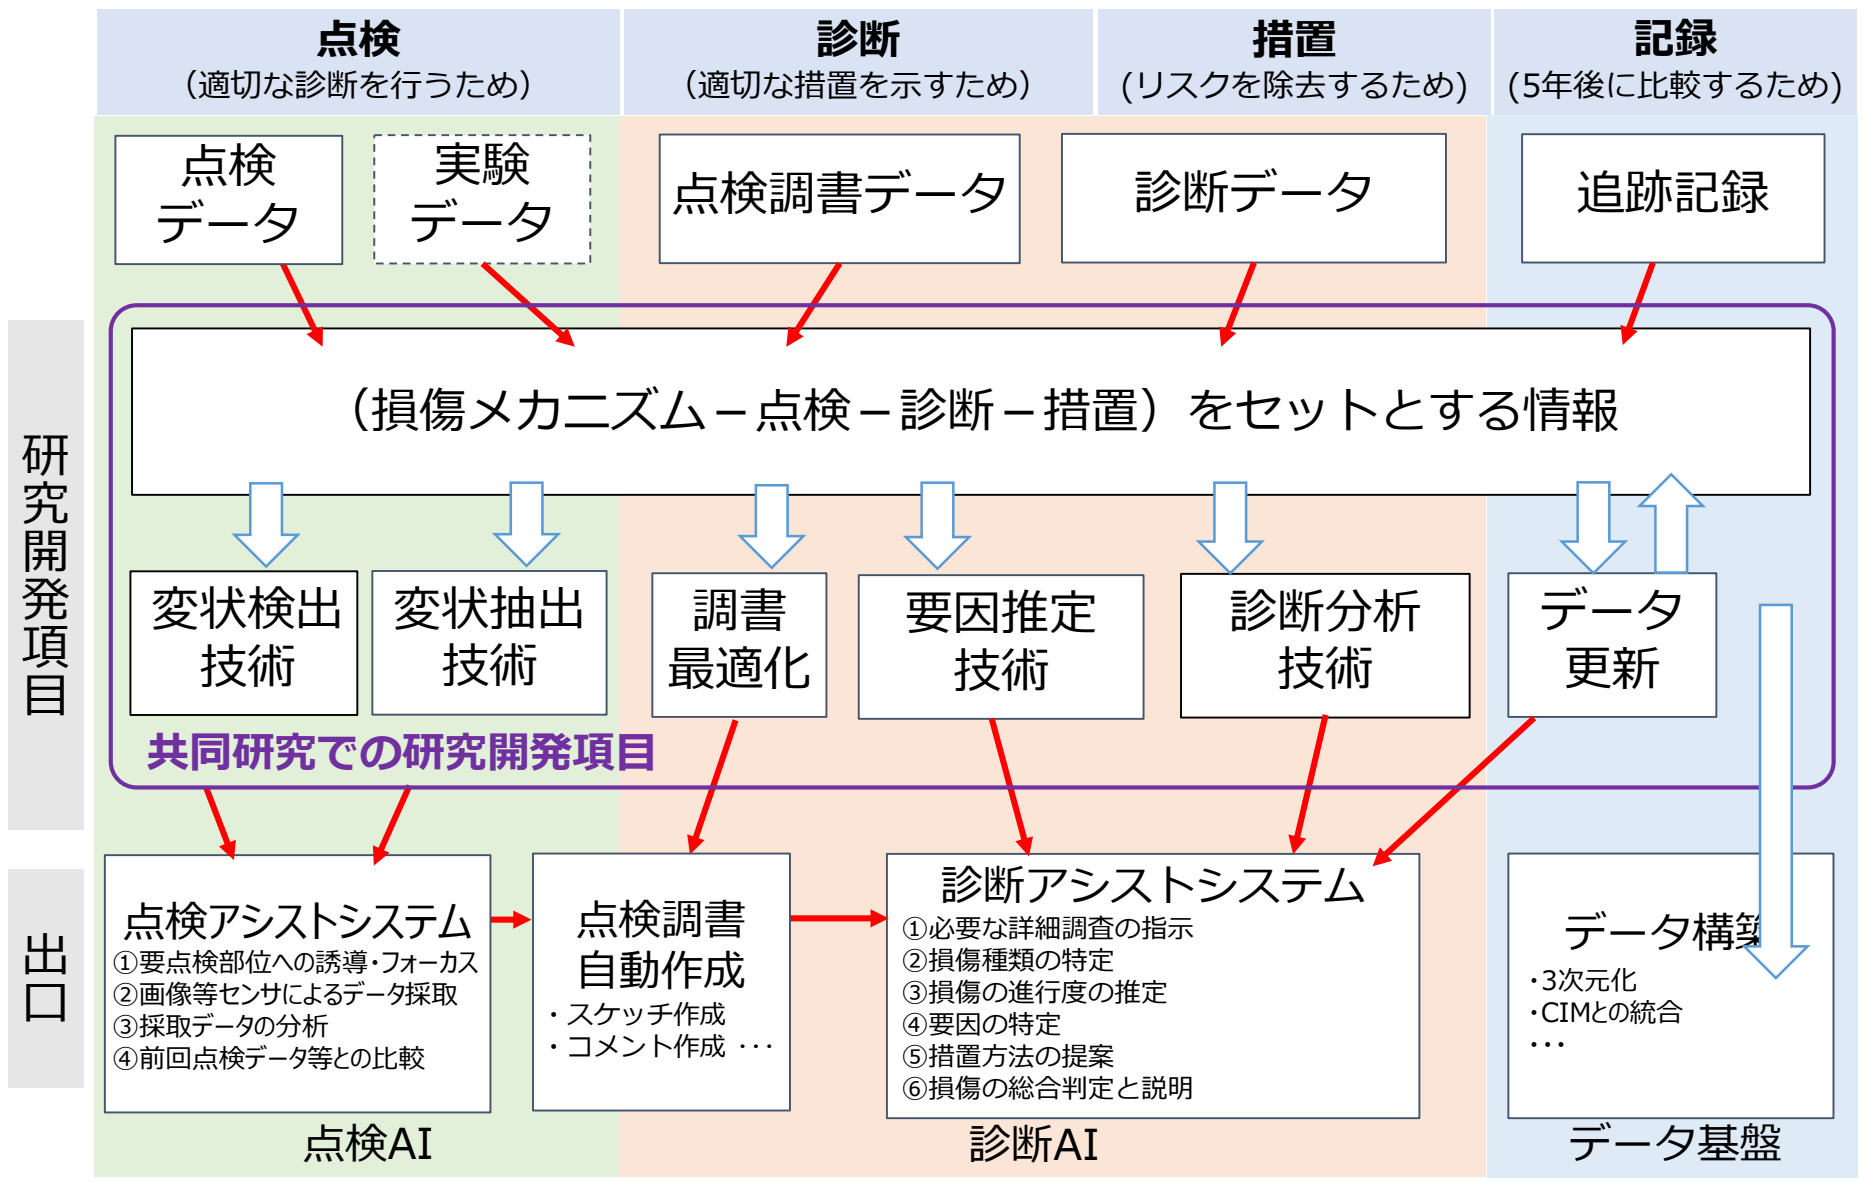 点検
（適切な診断を行うため）
診断
（適切な措置を示すため）
措置
(リスクを除去するため)
記録
(5年後に比較するため)
点検
データ
実験
データ
点検調書データ
診断データ
追跡記録
研究開発項目
（損傷メカニズム－点検－診断－措置）をセットとする情報
変状検出
技術
変状抽出
技術
調書
最適化
要因推定
技術
診断分析
技術
データ
更新
共同研究での研究開発項目
出口
点検アシストシステム
①要点検部位への誘導・フォーカス
②画像等センサによるデータ採取
③採取データの分析
④前回点検データ等との比較
点検調書
自動作成
・スケッチ作成
・コメント作成 ･･･
診断アシストシステム
①必要な詳細調査の指示
②損傷種類の特定
③損傷の進行度の推定
④要因の特定
⑤措置方法の提案
⑥損傷の総合判定と説明
データ構築
・3次元化
・CIMとの統合
・・・
点検AI
診断AI
データ基盤